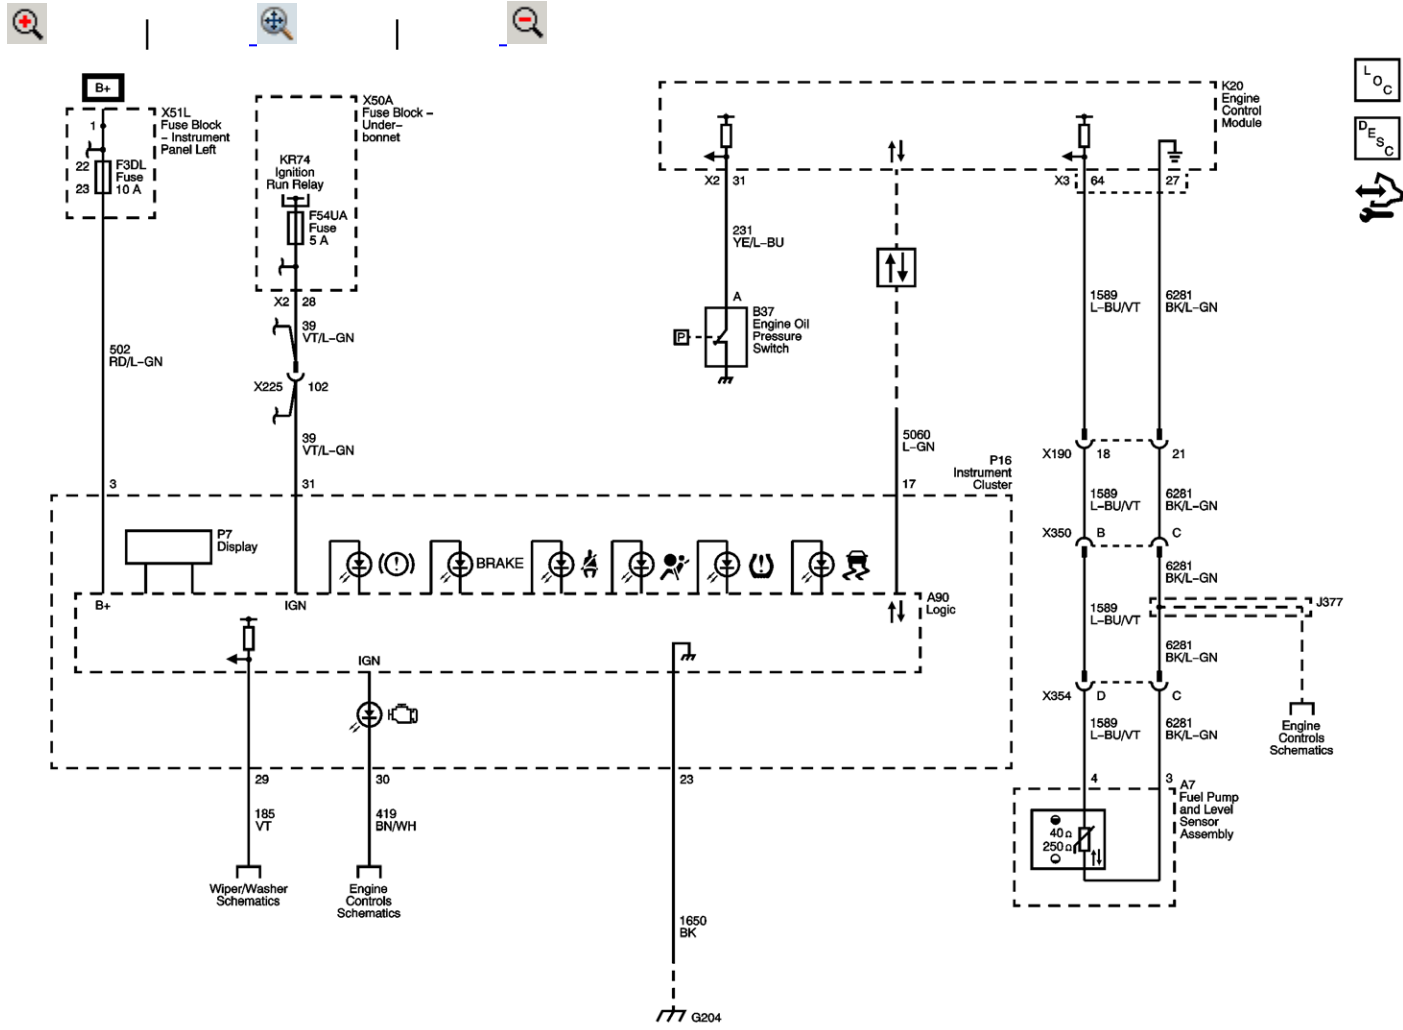 B+
X51L
Fuse Block
– Instrument
Panel Left
1
22
23
F3DL
Fuse
10 A
X50A
Fuse Block –
Under–
bonnet
KR74
Ignition
Run Relay
F54UA
Fuse
5 A
X2 28
39
VT/L–GN
X225 102
39
VT/L–GN
502
RD/L–GN
K20
Engine
Control
Module
X2 31
X3 64 27
231
YE/L–BU
A
B37
Engine Oil
Pressure
Switch
P
5060
L–GN
1589
L–BU/VT
6281
BK/L–GN
X190 18 21
1589
L–BU/VT
6281
BK/L–GN
X350 B C
6281
BK/L–GN
1589
L–BU/VT
J377
6281
BK/L–GN
X354 D C
1589
L–BU/VT
6281
BK/L–GN
Engine
Controls
Schematics
4 3
A7
Fuel Pump
and Level
Sensor
Assembly
40 Ω
250 Ω
P16
Instrument
Cluster
3 31 17
P7
Display
BRAKE
B+ IGN
A90
Logic
IGN
29 30 23
185
VT
419
BN/WH
Wiper/Washer
Schematics
Engine
Controls
Schematics
1650
BK
G204
L
O
C
D
E
S
C